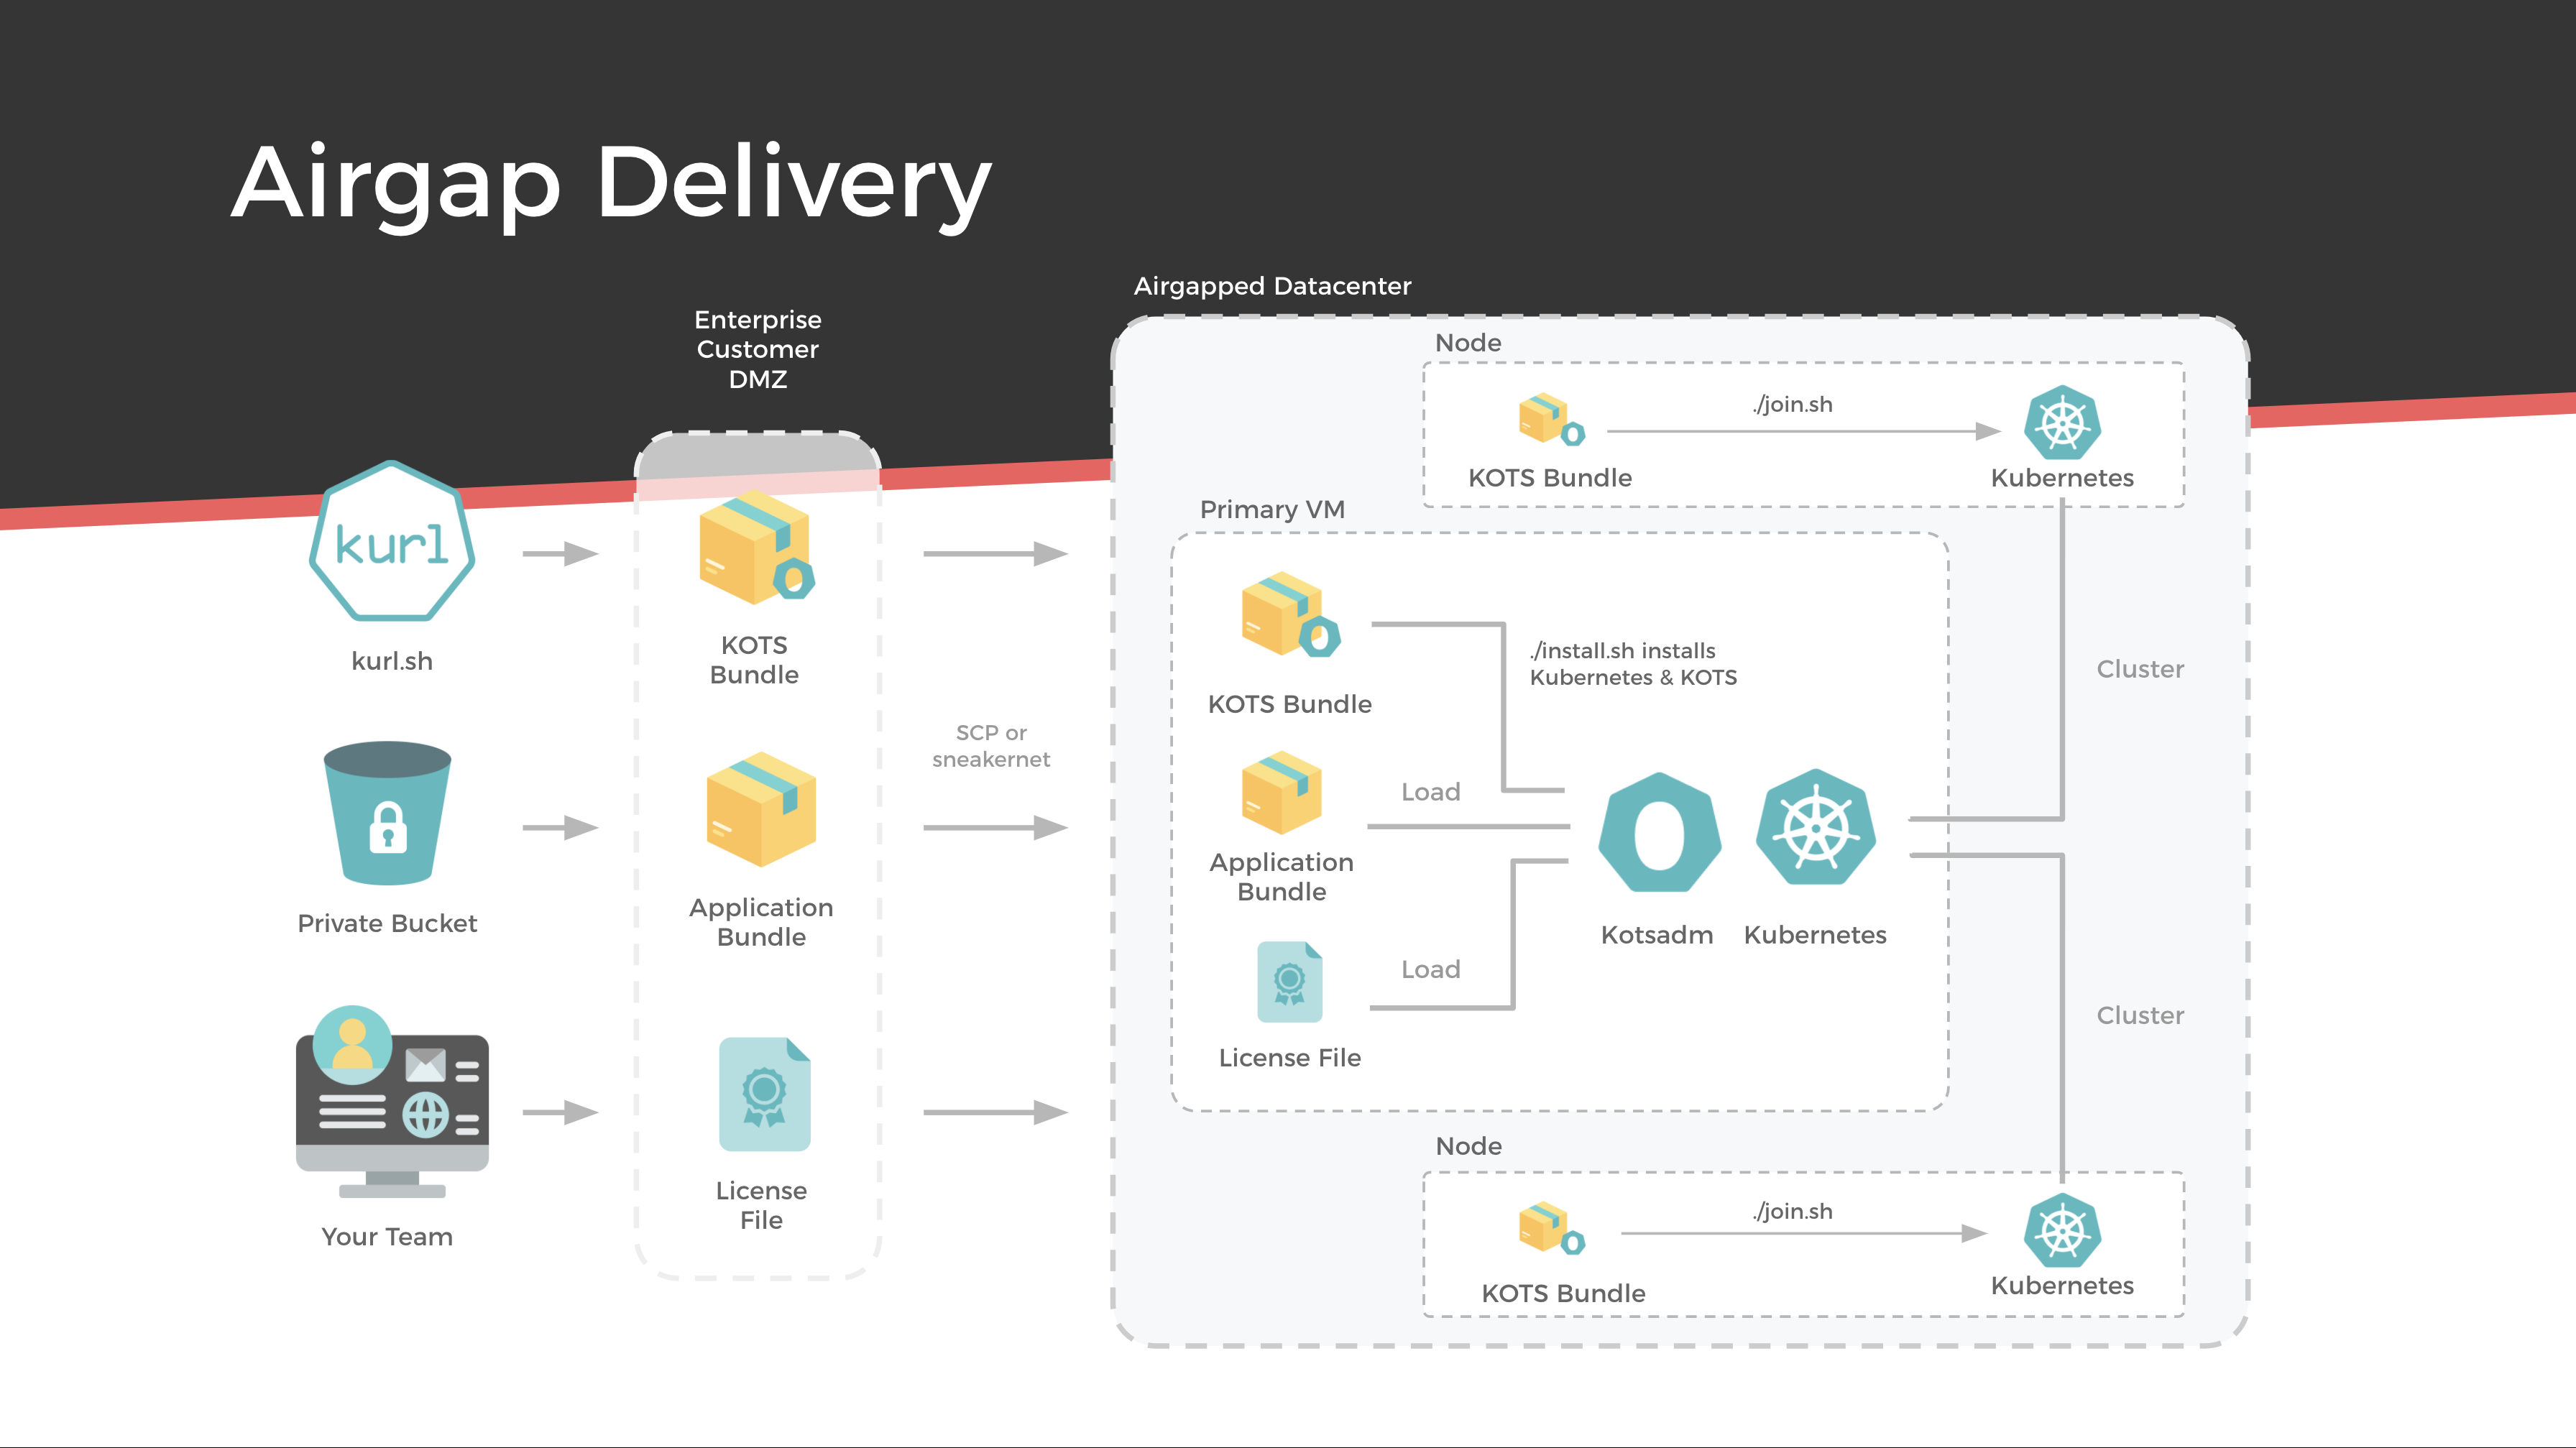 Airgap Delivery
Enterprise
Customer
DMZ
kurl
kurl.sh
Private Bucket
Your Team
KOTS
Bundle
Application
Bundle
License
File
SCP or
sneakernet
Airgapped Datacenter
Node
KOTS Bundle
./join.sh
Kubernetes
Primary VM
KOTS Bundle
./install.sh installs
Kubernetes & KOTS
Load
Application
Bundle
Load
License File
Kotsadm
Kubernetes
Cluster
Cluster
Node
KOTS Bundle
./join.sh
Kubernetes